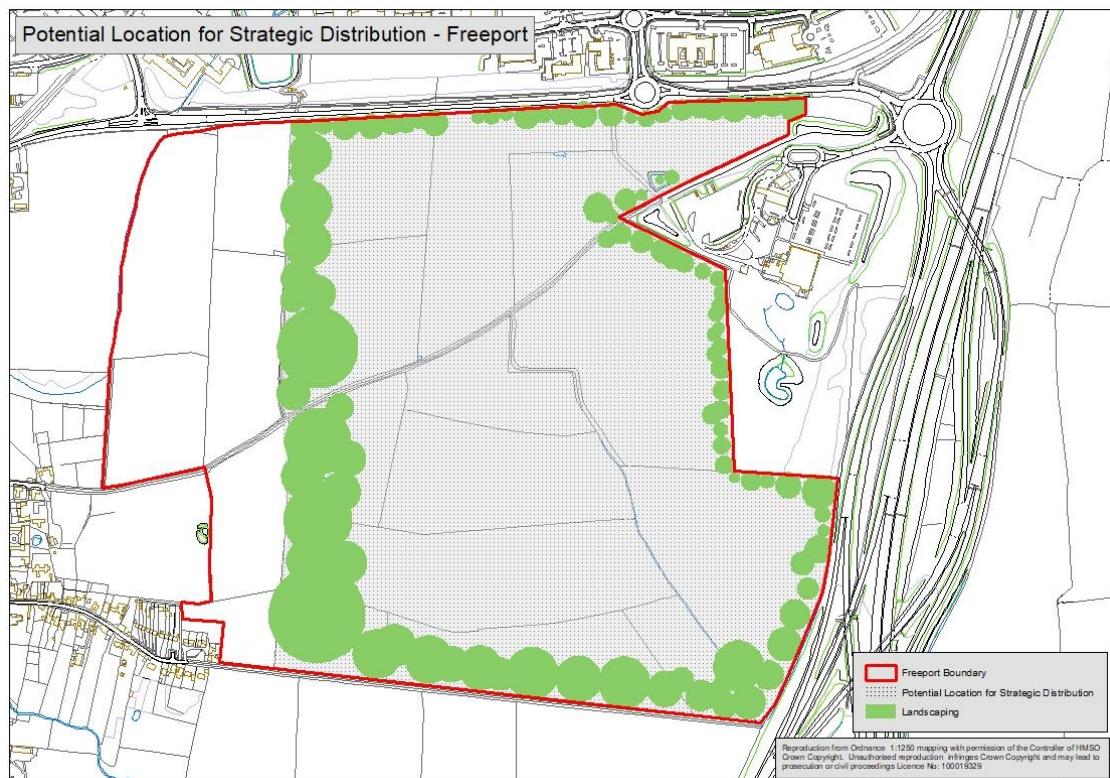 Potential Location for Strategic Distribution - Freeport
Freeport Boundary
Potential Location for Strategic Distribution
Landscaping
Reproduction from Ordnance 1:1250 mapping with permission of the Controller of HMSO
Crown Copyright. Unauthorised reproduction infringes Crown Copyright and may lead to
prosecution or civil proceedings Licence No: 100019329